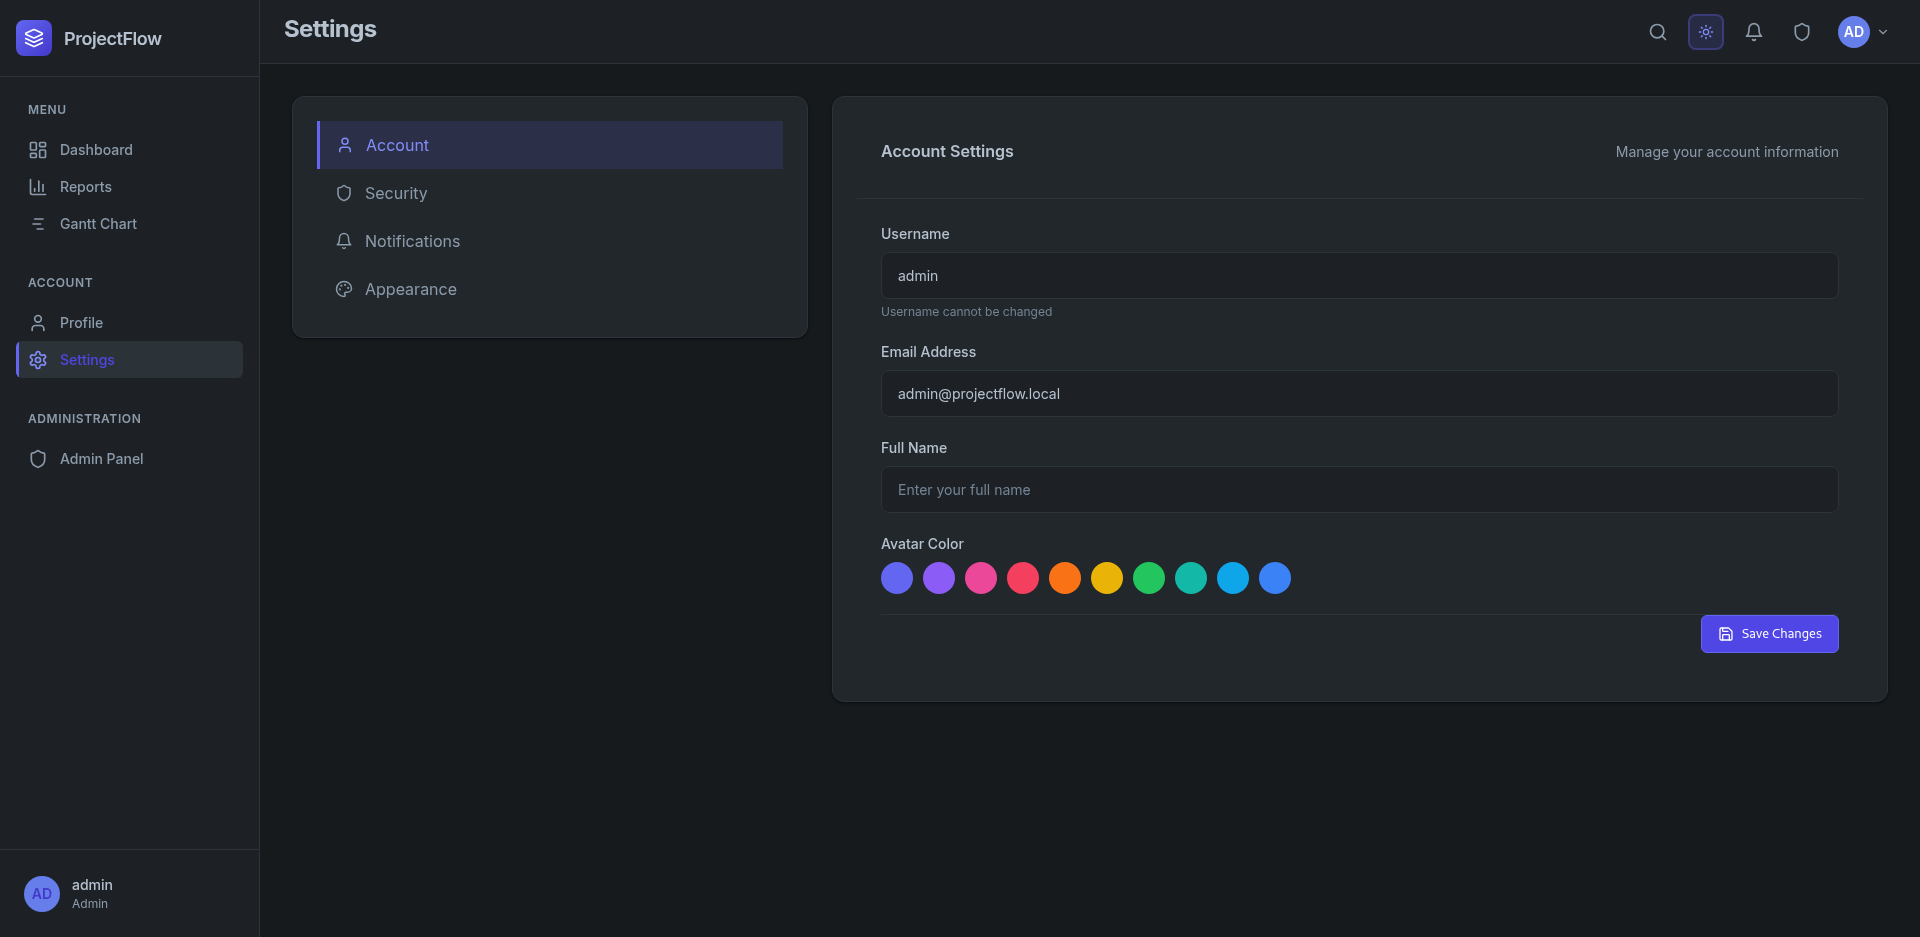 ProjectFlow
MENU
Dashboard
Reports
Gantt Chart
ACCOUNT
Profile
Settings
ADMINISTRATION
Admin Panel
AD
admin
Admin
Settings
AD
Account
Security
Notifications
Appearance
Account Settings
Manage your account information
Username
admin
Username cannot be changed
Email Address
admin@projectflow.local
Full Name
Enter your full name
Avatar Color
Save Changes